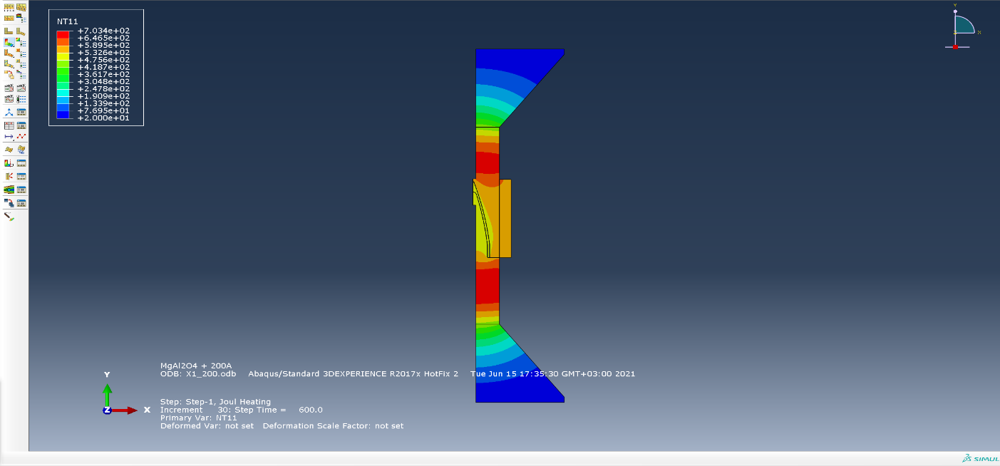 NT11
+7.034e+02
+6.465e+02
+5.895e+02
+5.326e+02
+4.756e+02
+4.187e+02
+3.617e+02
+3.048e+02
+2.478e+02
+1.909e+02
+1.339e+02
+7.695e+01
+2.000e+01
Y
X
Z
MgAl2O4 + 200A
ODB: X1_200.odb Abaqus/Standard 3DEXPERIENCE R2017x HotFix 2 Tue Jun 15 17:35:30 GMT+03:00 2021
Y
Z X
Step: Step-1, Joul Heating
Increment 30: Step Time = 600.0
Primary Var: NT11
Deformed Var: not set Deformation Scale Factor: not set
SIMUL